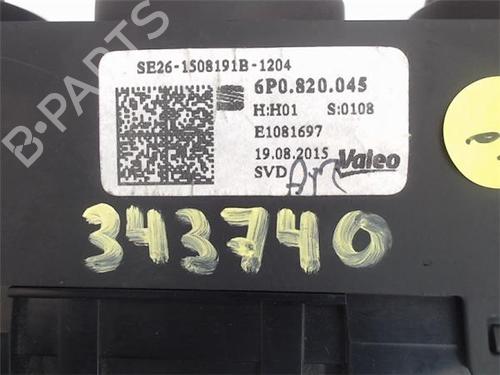 B-PARTS
SE26-1508191B-1204
6P0.820.045
H:H01 S:0108
E1081697
19.08.2015
SVD Valeo
343740